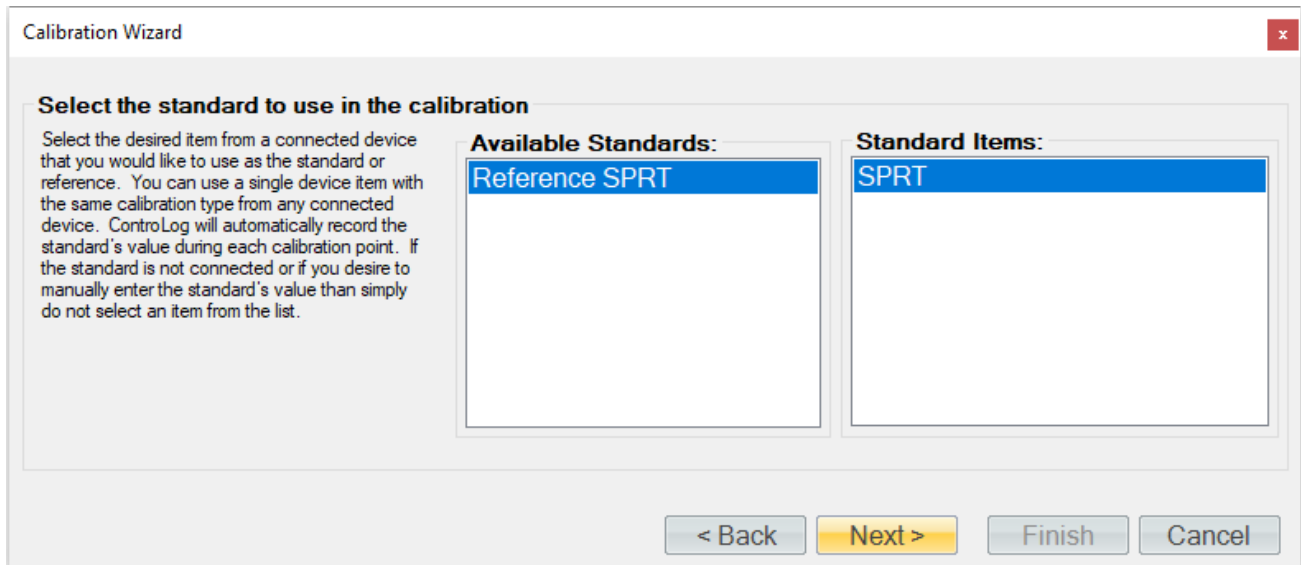 Calibration Wizard
x
Select the standard to use in the calibration
Select the desired item from a connected device
that you would like to use as the standard or
reference. You can use a single device item with
the same calibration type from any connected
device. ControLog will automatically record the
standard's value during each calibration point. If
the standard is not connected or if you desire to
manually enter the standard's value than simply
do not select an item from the list.
Available Standards:
Reference SPRT
Standard Items:
SPRT
< Back
Next >
Finish
Cancel